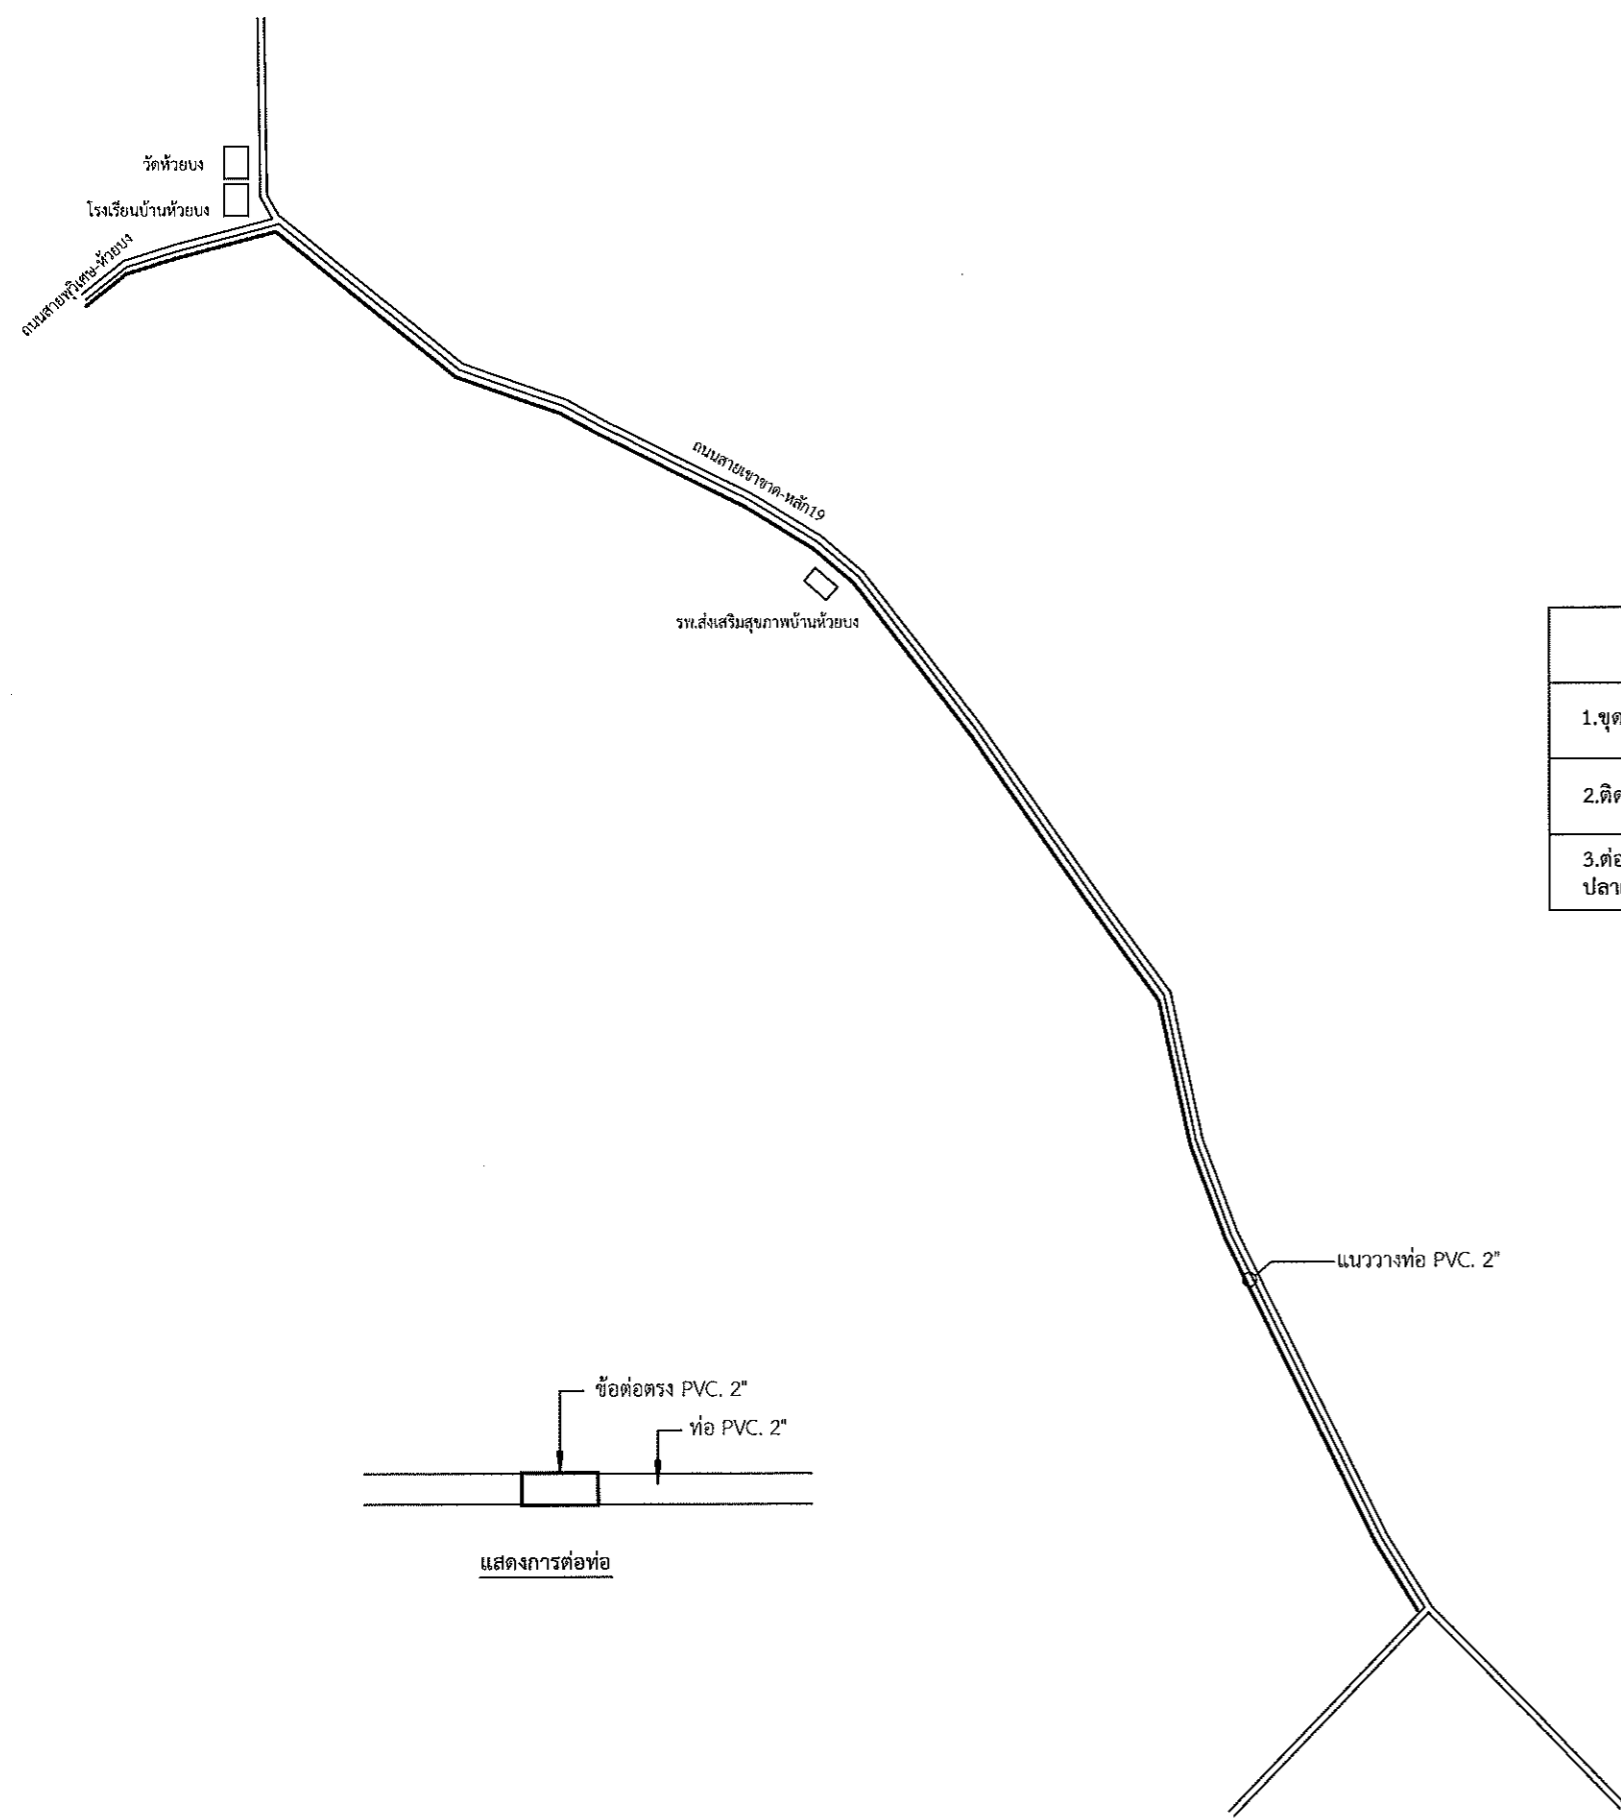 วัดห้วยบง
โรงเรียนบ้านห้วยบง
ถนนสายพุวิเศษ-ห้วยบง
ถนนสายเขาขาด-หลัก19
รพ.ส่งเสริมสุขภาพบ้านห้วยบง
1.ขุด
2.ติด
3.ต่อ
ปลาย
แนววางท่อ PVC. 2"
ข้อต่อตรง PVC. 2"
ท่อ PVC. 2"
แสดงการต่อท่อ